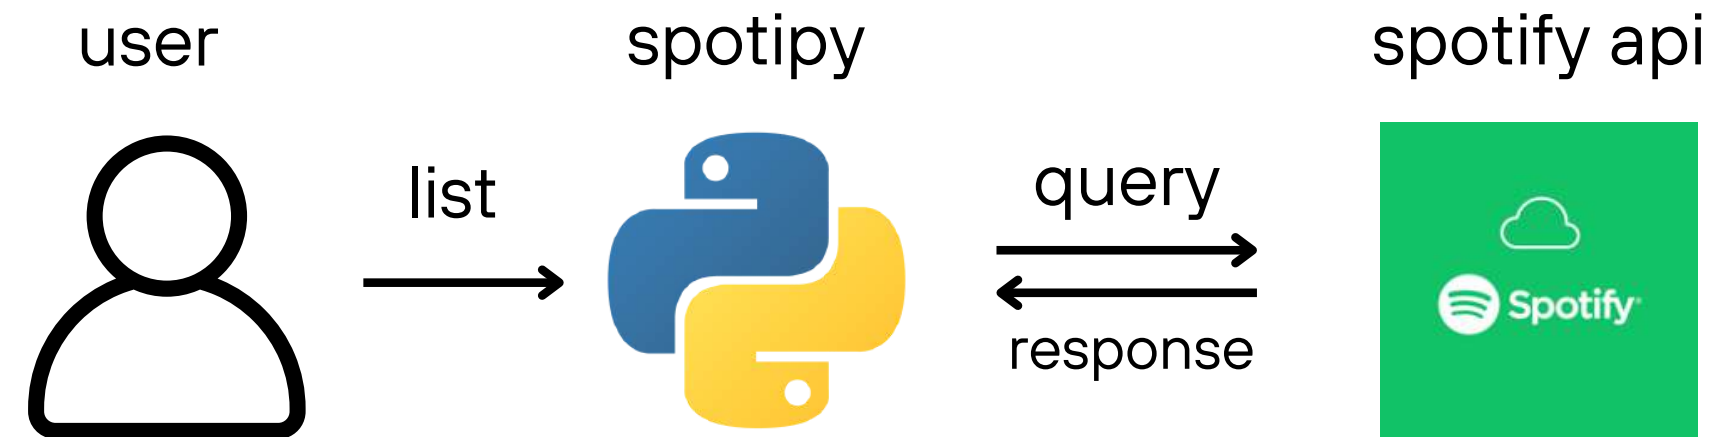 user
spotipy
spotify api
list
query
response
Spotify